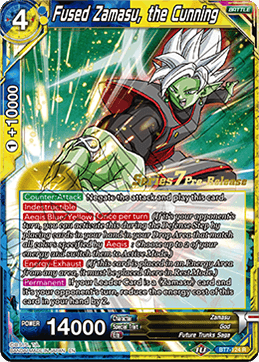 4
Fused Zamasu, the Cunning
BATTLE
1 +10000
Series 7 Pre-Release
Counter: Attack Negate the attack and play this card.
Indestructible
Aegis Blue/Yellow Once per turn (If it's your opponent's
turn, you can activate this during the Defense Step by
placing cards in your hand in your Drop Area that match
all colors specified by Aegis : Choose up to 2 of your
energy and switch them to Active Mode.)
Energy-Exhaust (If this card is placed in an Energy Area
from any area, it must be placed there in Rest Mode.)
Permanent If your Leader Card is a Zamasu card and
it's your opponent's turn, reduce the energy cost of this
card in your hand by 2.
POWER
14000
Zamasu
God
Future Trunks Saga
BT7-124 R